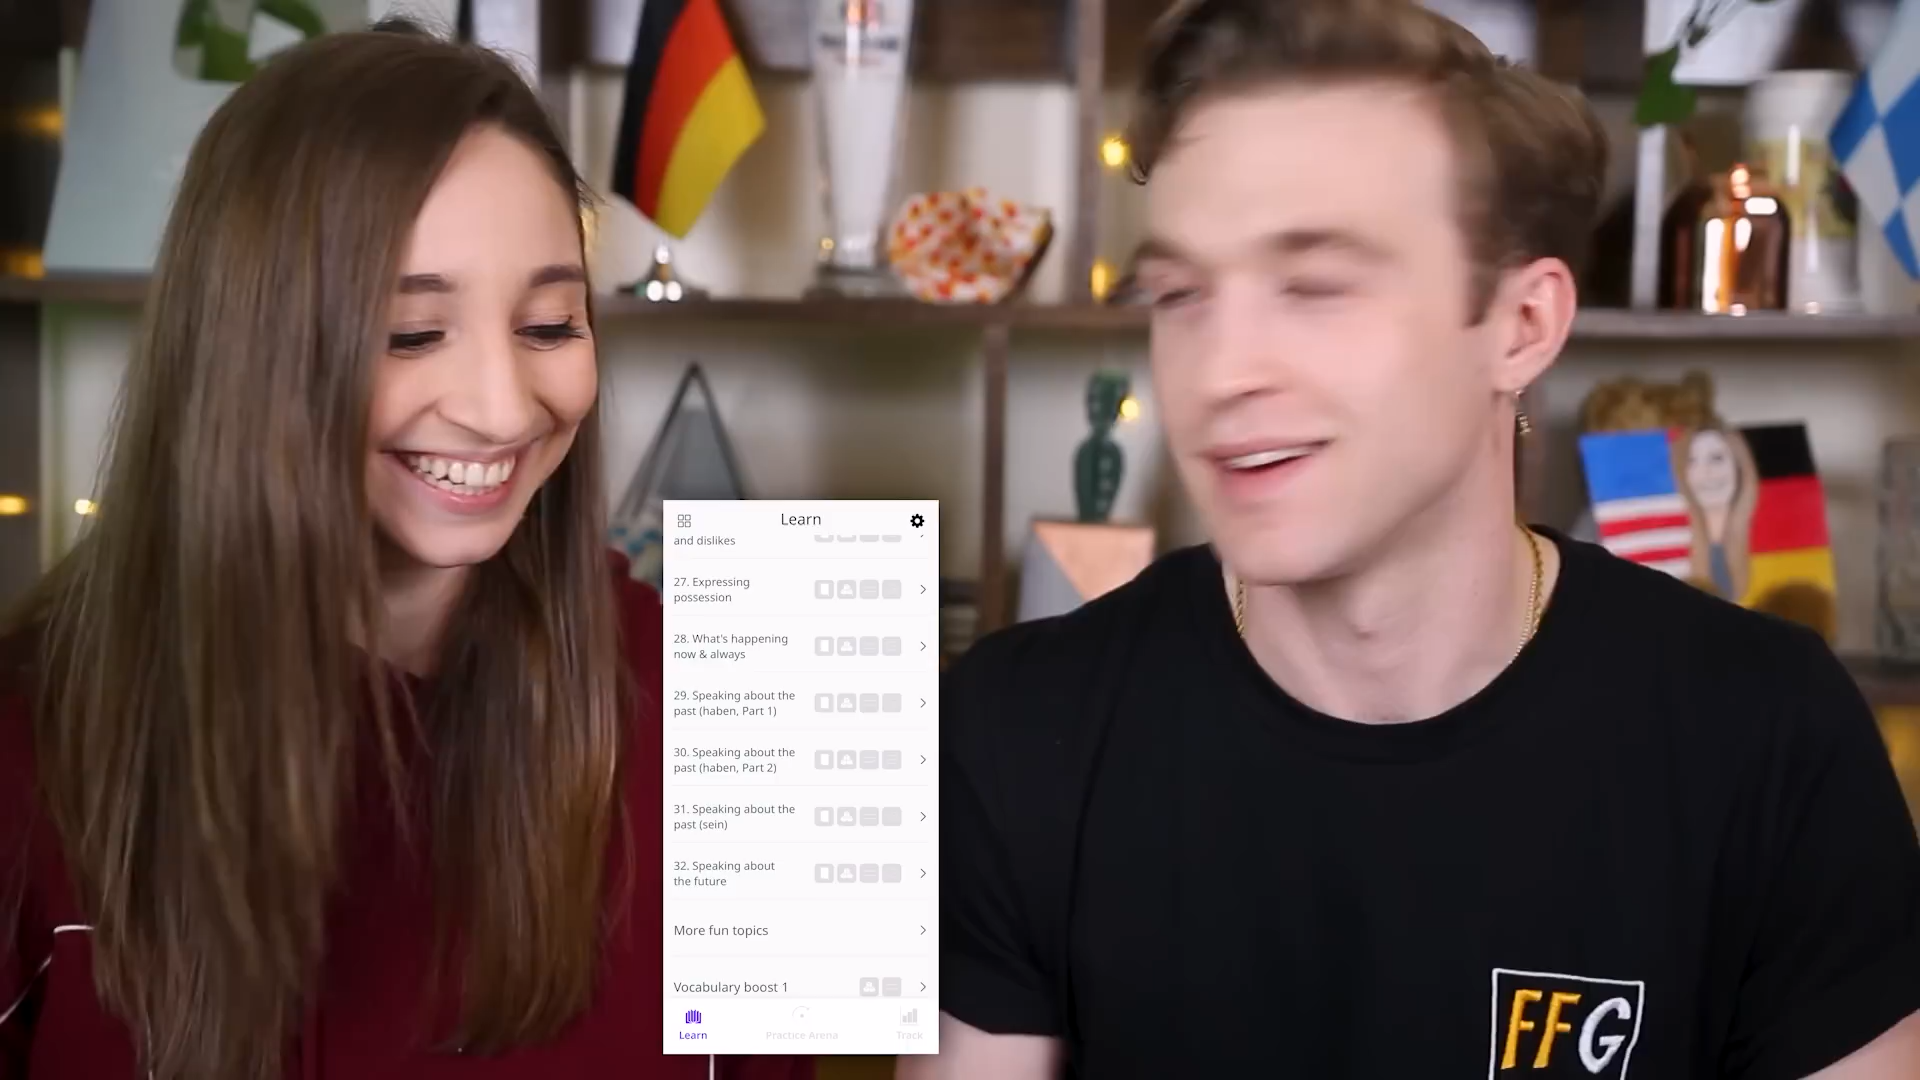 Learn
and dislikes
27. Expressing
possession
28. What's happening
now & always
29. Speaking about the
past (haben, Part 1)
30. Speaking about the
past (haben, Part 2)
31. Speaking about the
past (sein)
32. Speaking about
the future
More fun topics
Vocabulary boost 1
Learn
Practice Arena
Track
FFG